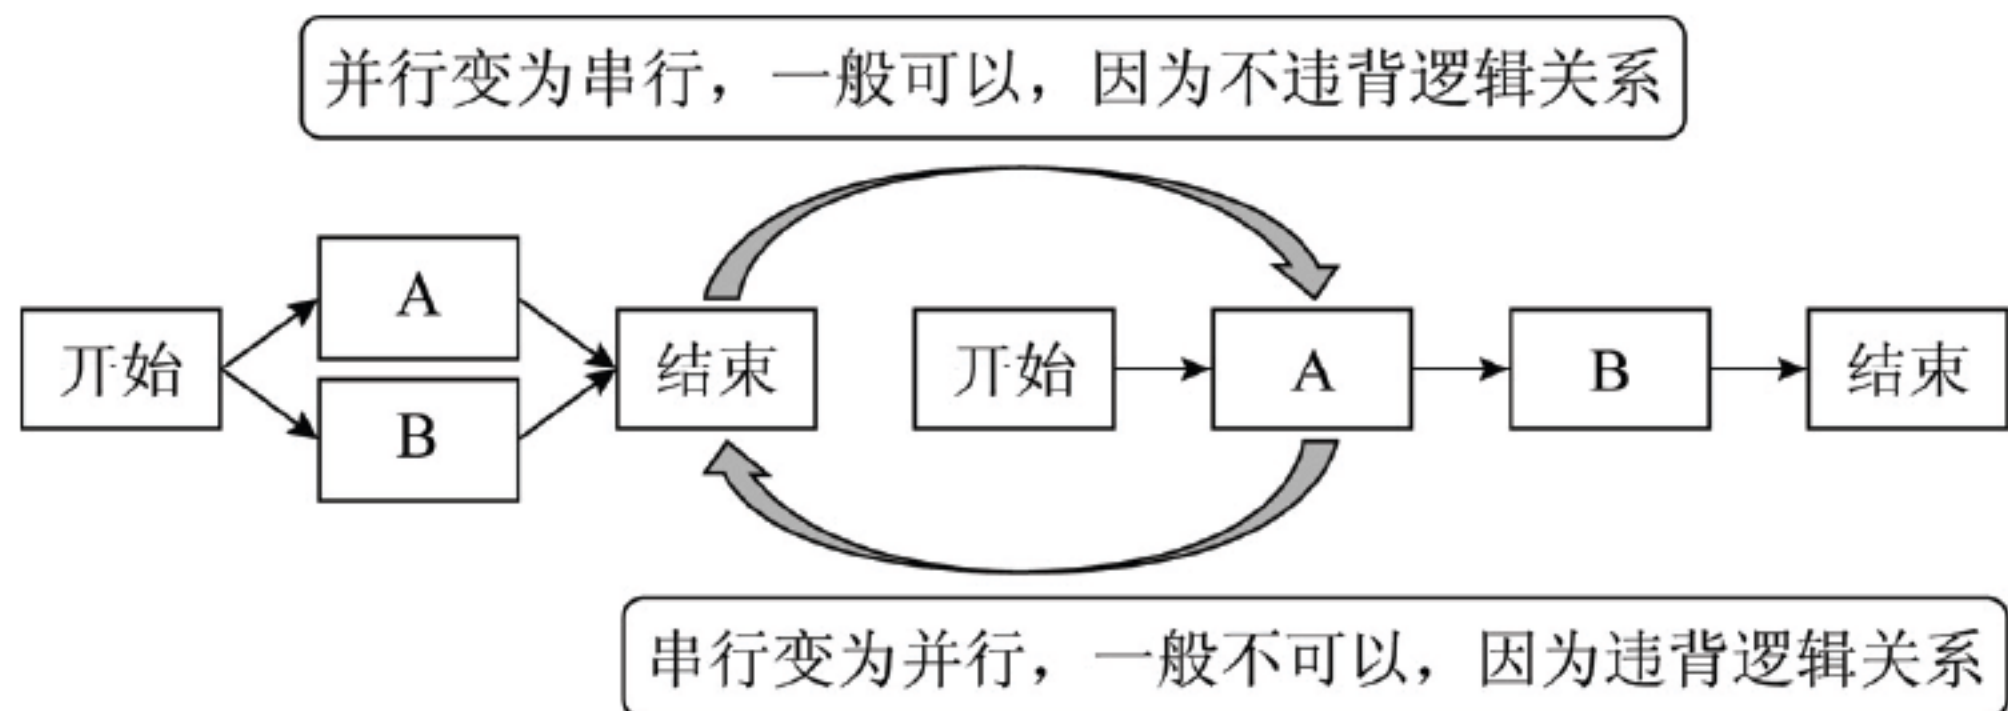 并行变为串行，一般可以，因为不违背逻辑关系
开始
A
B
结束
开始
A
B
结束
串行变为并行，一般不可以，因为违背逻辑关系